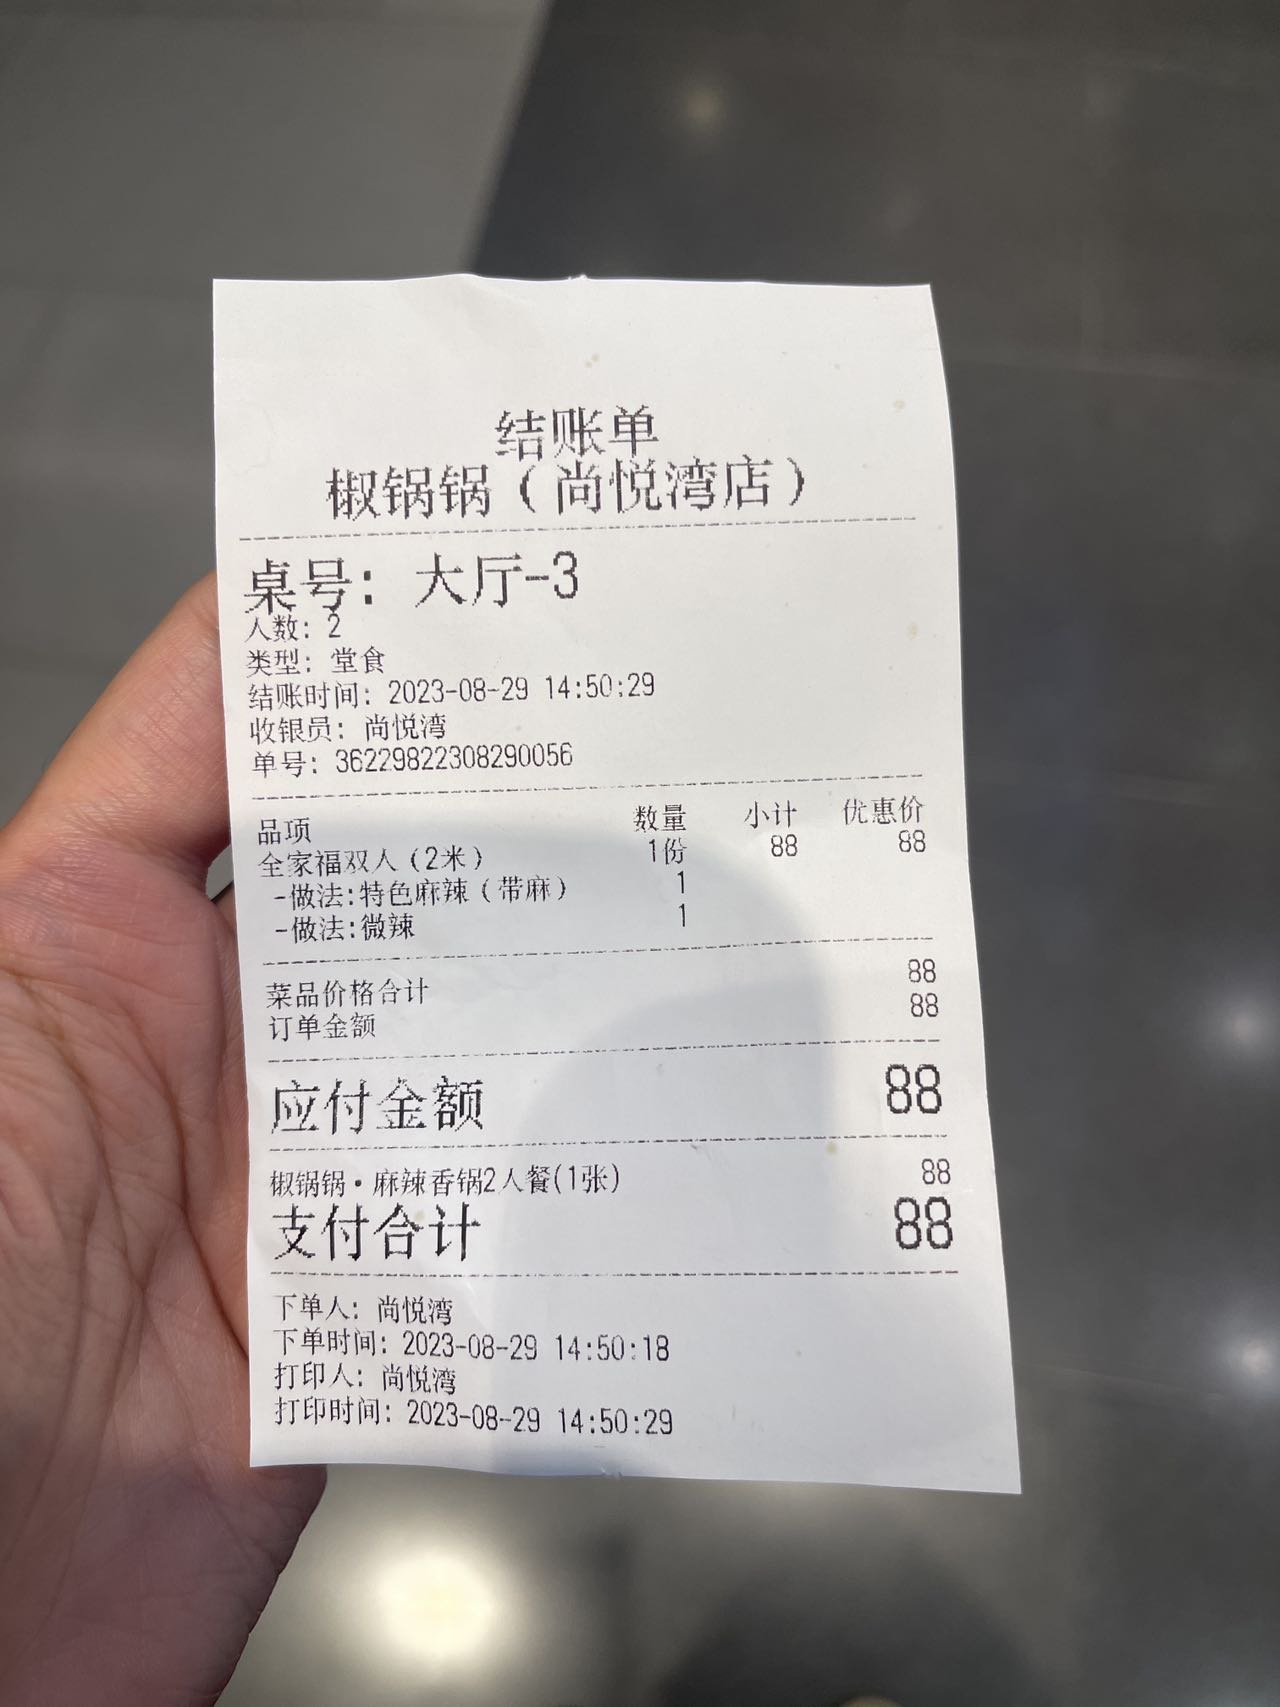 结账单
椒锅锅（尚悦湾店）
桌号：大厅-3
人数：2
类型：堂食
结账时间：2023-08-29 14:50:29
收银员：尚悦湾
单号：36229822308290056
品项 数量 小计 优惠价
全家福双人（2米） 1份 88 88
-做法:特色麻辣（带麻） 1
-做法:微辣 1
菜品价格合计 88
订单金额 88
应付金额 88
椒锅锅·麻辣香锅2人餐(1张) 88
支付合计 88
下单人：尚悦湾
下单时间：2023-08-29 14:50:18
打印人：尚悦湾
打印时间：2023-08-29 14:50:29